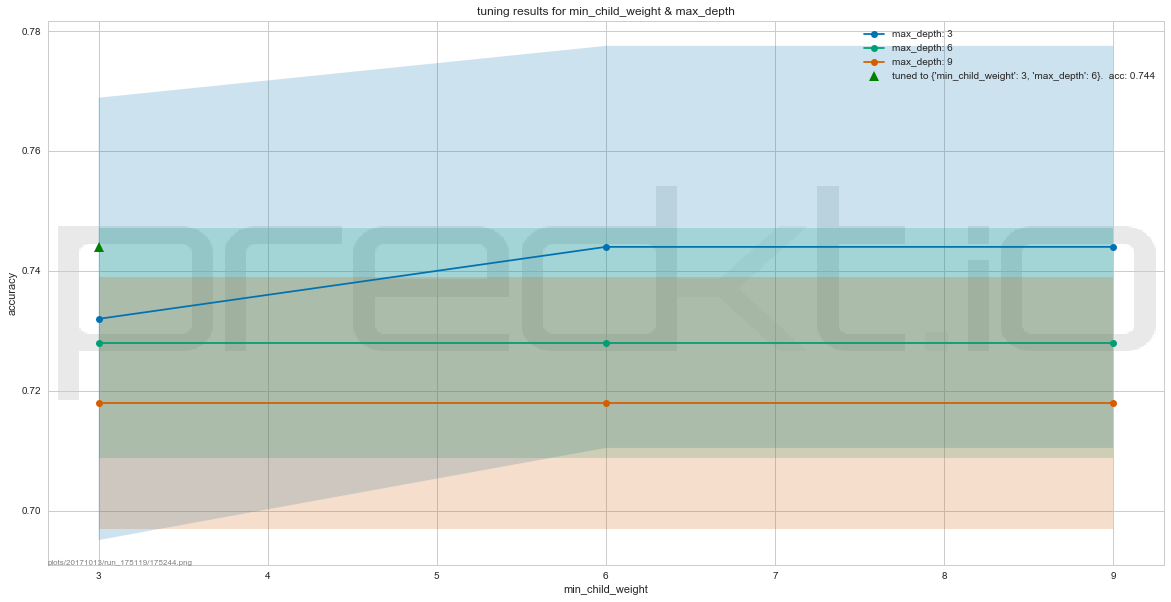 tuning results for min_child_weight & max_depth
0.78
0.76
0.74
0.72
0.70
accuracy
max_depth: 3
max_depth: 6
max_depth: 9
tuned to {'min_child_weight': 3, 'max_depth': 6}.  acc: 0.744
predkt.io
plots/20171013/run_175119/175244.png
3 4 5 6 7 8 9
min_child_weight